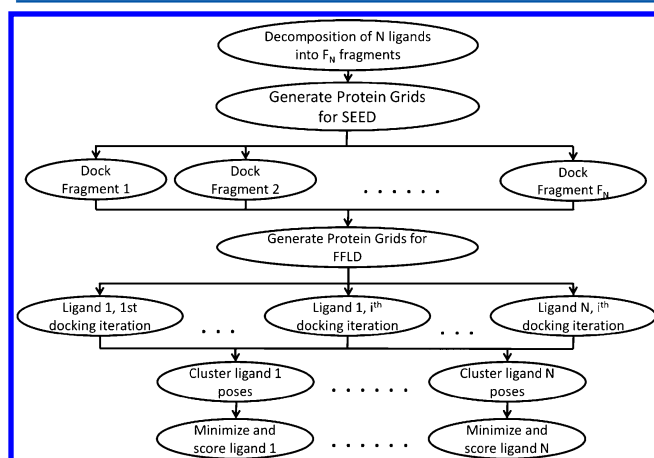 Decomposition of N ligands
into F_N fragments
Generate Protein Grids
for SEED
Dock
Fragment 1
Dock
Fragment 2
. . . . . .
Dock
Fragment F_N
Generate Protein Grids for
FFLD
Ligand 1, 1st
docking iteration
. . .
Ligand 1, i^th
docking iteration
. . .
Ligand N, i^th
docking iteration
Cluster ligand 1
poses
. . . . . .
Cluster ligand N
poses
Minimize and
score ligand 1
. . . . . .
Minimize and
score ligand N